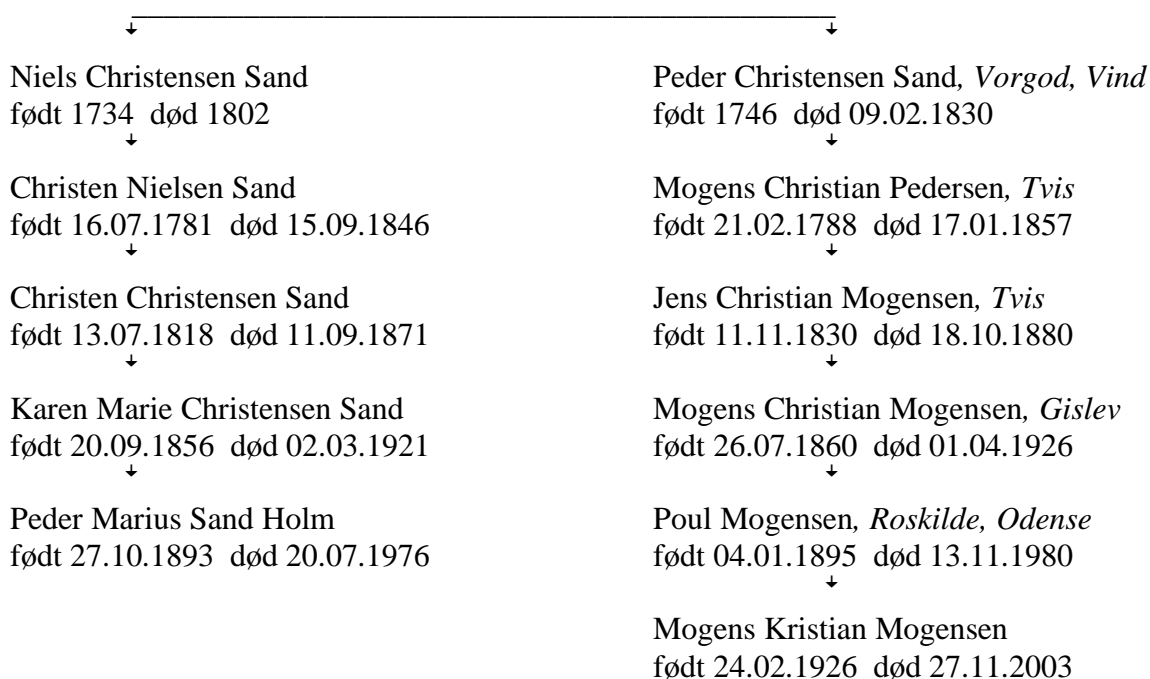 Niels Christensen Sand
født 1734 død 1802
Christen Nielsen Sand
født 16.07.1781 død 15.09.1846
Christen Christensen Sand
født 13.07.1818 død 11.09.1871
Karen Marie Christensen Sand
født 20.09.1856 død 02.03.1921
Peder Marius Sand Holm
født 27.10.1893 død 20.07.1976
Peder Christensen Sand, Vorgod, Vind
født 1746 død 09.02.1830
Mogens Christian Pedersen, Tvis
født 21.02.1788 død 17.01.1857
Jens Christian Mogensen, Tvis
født 11.11.1830 død 18.10.1880
Mogens Christian Mogensen, Gislev
født 26.07.1860 død 01.04.1926
Poul Mogensen, Roskilde, Odense
født 04.01.1895 død 13.11.1980
Mogens Kristian Mogensen
født 24.02.1926 død 27.11.2003